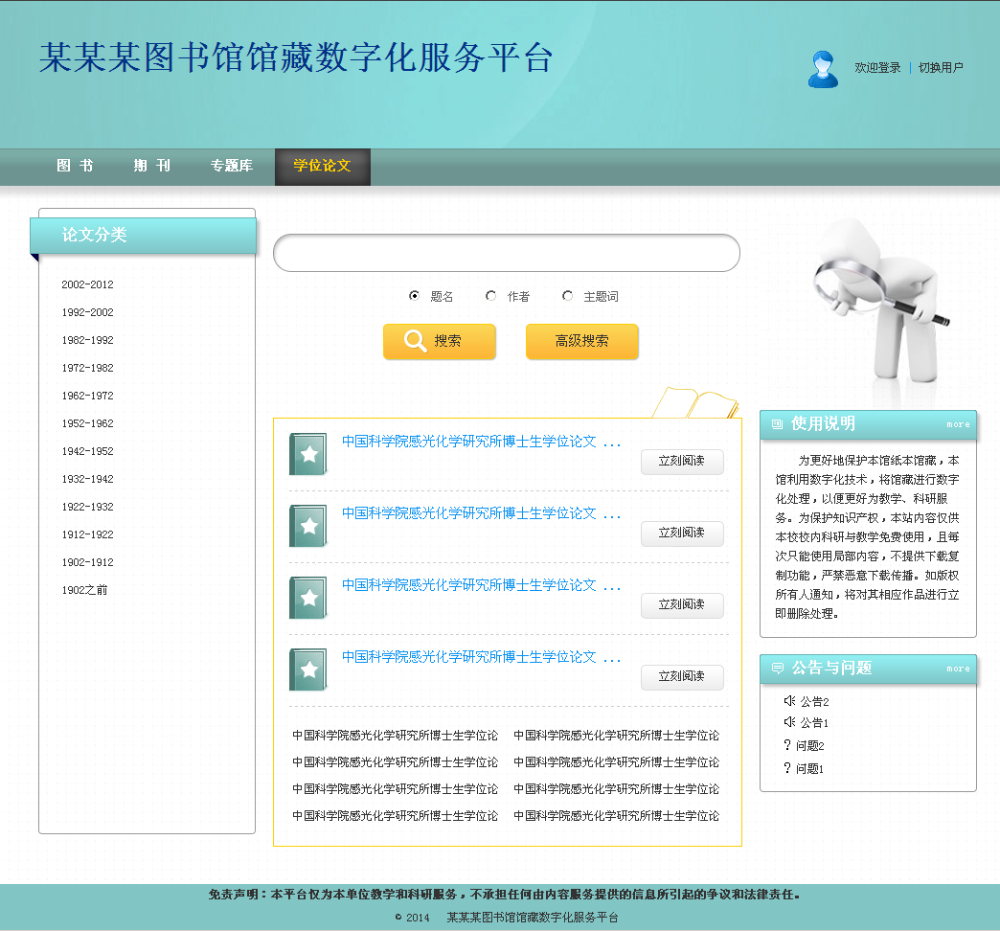 某某某图书馆馆藏数字化服务平台
欢迎登录 | 切换用户
图 书 期 刊 专题库 学位论文
论文分类
2002-2012
1992-2002
1982-1992
1972-1982
1962-1972
1952-1962
1942-1952
1932-1942
1922-1932
1912-1922
1902-1912
1902之前
题名 作者 主题词
搜索 高级搜索
中国科学院感光化学研究所博士生学位论文 ...
立刻阅读
中国科学院感光化学研究所博士生学位论文 ...
立刻阅读
中国科学院感光化学研究所博士生学位论文 ...
立刻阅读
中国科学院感光化学研究所博士生学位论文 ...
立刻阅读
中国科学院感光化学研究所博士生学位论 中国科学院感光化学研究所博士生学位论
中国科学院感光化学研究所博士生学位论 中国科学院感光化学研究所博士生学位论
中国科学院感光化学研究所博士生学位论 中国科学院感光化学研究所博士生学位论
中国科学院感光化学研究所博士生学位论 中国科学院感光化学研究所博士生学位论
使用说明 more
为更好地保护本馆纸本馆藏，本
馆利用数字化技术，将馆藏进行数字
化处理，以便更好为教学、科研服
务。为保护知识产权，本站内容仅供
本校校内科研与教学免费使用，且每
次只能使用局部内容，不提供下载复
制功能，严禁恶意下载传播。如版权
所有人通知，将对其相应作品进行立
即删除处理。
公告与问题 more
公告2
公告1
? 问题2
? 问题1
免责声明：本平台仅为本单位教学和科研服务，不承担任何由内容服务提供的信息所引起的争议和法律责任。
© 2014 某某某图书馆馆藏数字化服务平台